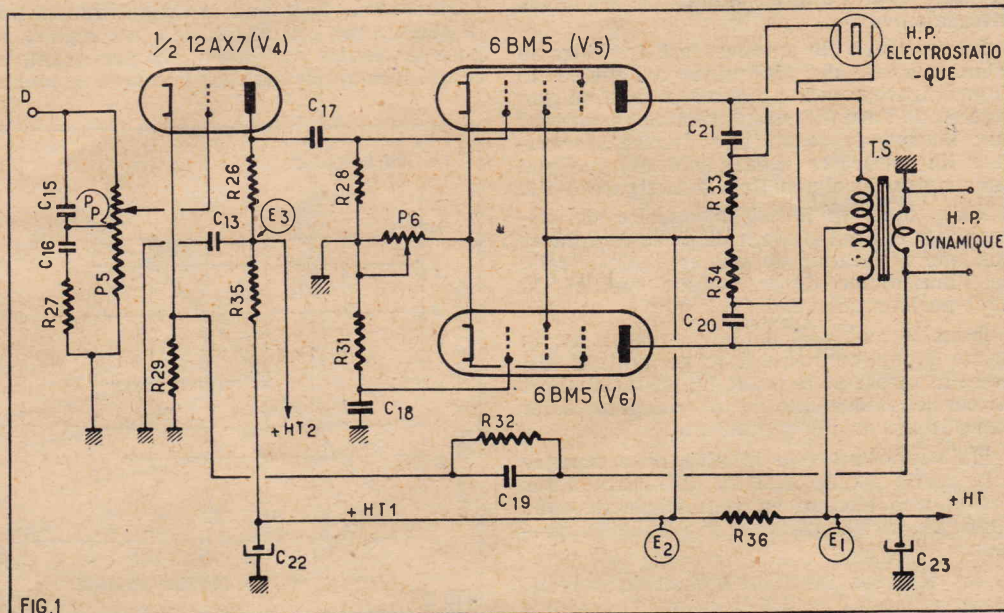 ½ 12AX7 (V4)
6BM5 (V5)
H.P.
ELECTROSTATIO
-QUE
D
C17
C21
T.S
C15
PP
R26
R28
R33
C13
E3
P6
H.P.
DYNAMIQUE
C16
P5
R27
R35
R34
R31
C20
R29
6BM5 (V6)
C18
+HT2
R32
C19
+HT1
+HT
E2
R36
E1
C22
C23
FIG.1